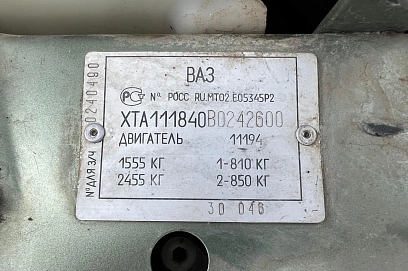 ВАЗ
РСТ № РОСС RU.MT02.E05345P2
XTA111840B0242600
ДВИГАТЕЛЬ 11194
1555 КГ 1-810 КГ
2455 КГ 2-850 КГ
№ДЛЯ З/Ч 0240490
30 046